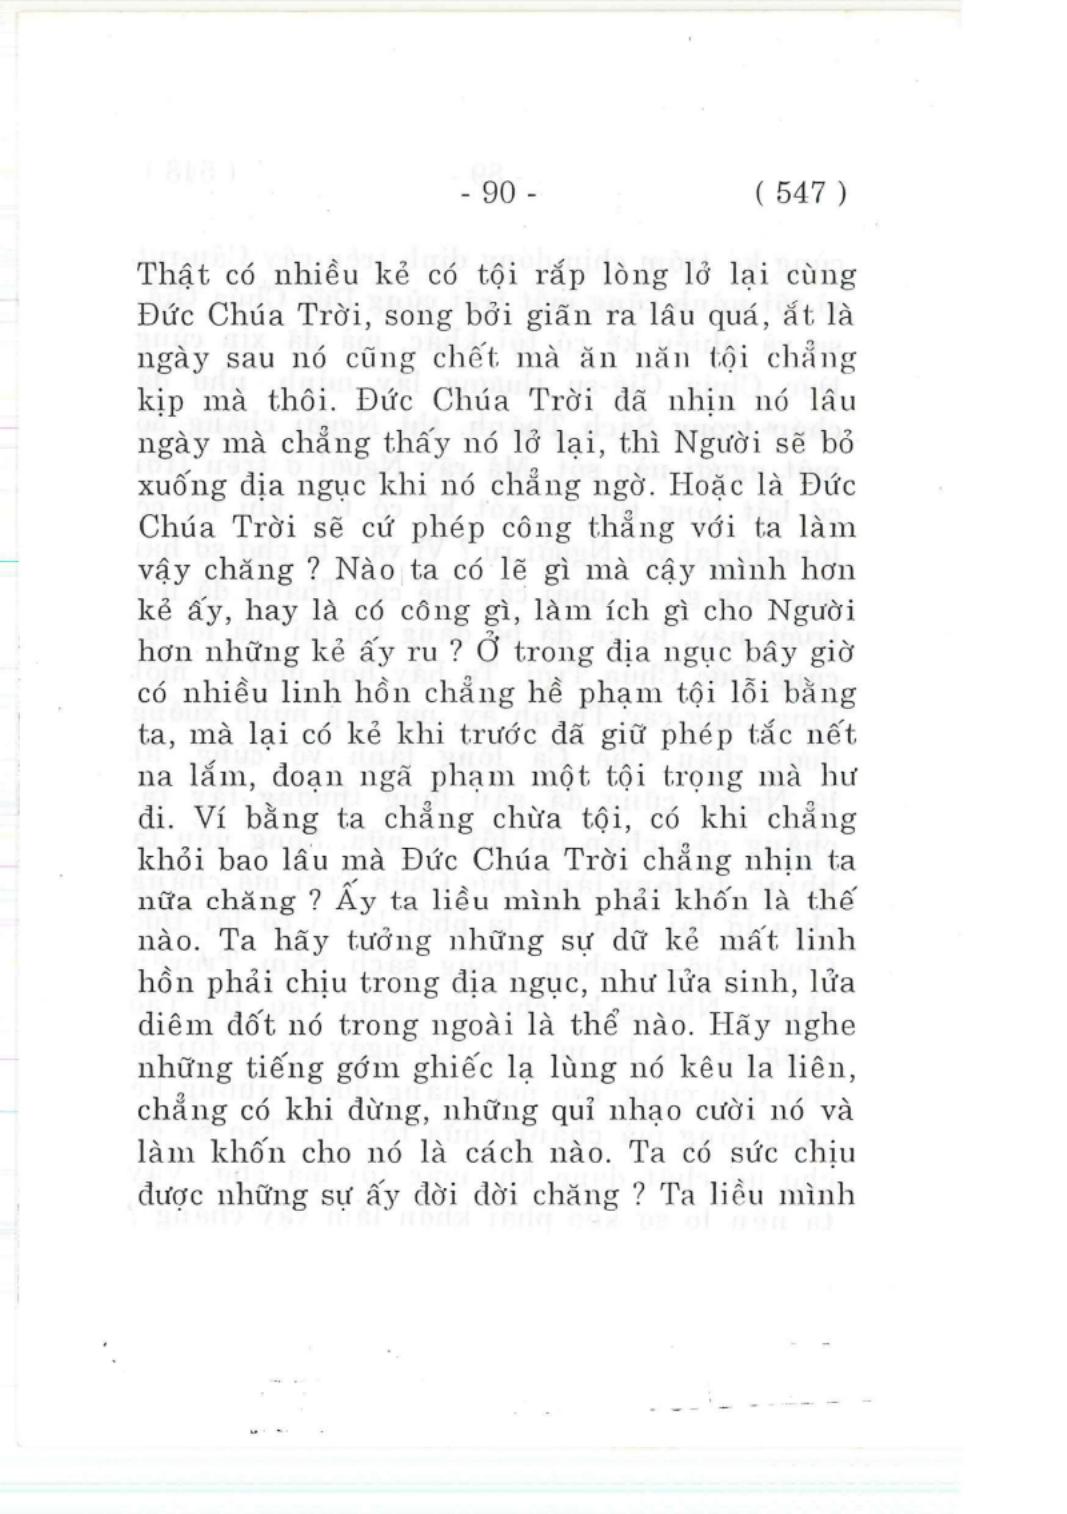 - 90 - ( 547 )
Thật có nhiều kẻ có tội rắp lòng lở lại cùng
Đức Chúa Trời, song bởi giãn ra lâu quá, ắt là
ngày sau nó cũng chết mà ăn năn tội chẳng
kịp mà thôi. Đức Chúa Trời đã nhịn nó lâu
ngày mà chẳng thấy nó lở lại, thì Người sẽ bỏ
xuống địa ngục khi nó chẳng ngờ. Hoặc là Đức
Chúa Trời sẽ cứ phép công thẳng với ta làm
vậy chăng ? Nào ta có lẽ gì mà cậy mình hơn
kẻ ấy, hay là có công gì, làm ích gì cho Người
hơn những kẻ ấy ru ? Ở trong địa ngục bây giờ
có nhiều linh hồn chẳng hề phạm tội lỗi bằng
ta, mà lại có kẻ khi trước đã giữ phép tắc nết
na lắm, đoạn ngã phạm một tội trọng mà hư
đi. Ví bằng ta chẳng chừa tội, có khi chẳng
khỏi bao lâu mà Đức Chúa Trời chẳng nhịn ta
nữa chăng ? Ấy ta liều mình phải khốn là thế
nào. Ta hãy tưởng những sự dữ kẻ mất linh
hồn phải chịu trong địa ngục, như lửa sinh, lửa
diêm đốt nó trong ngoài là thể nào. Hãy nghe
những tiếng gớm ghiếc lạ lùng nó kêu la liên,
chẳng có khi đừng, những quỉ nhạo cười nó và
làm khốn cho nó là cách nào. Ta có sức chịu
được những sự ấy đời đời chăng ? Ta liều mình